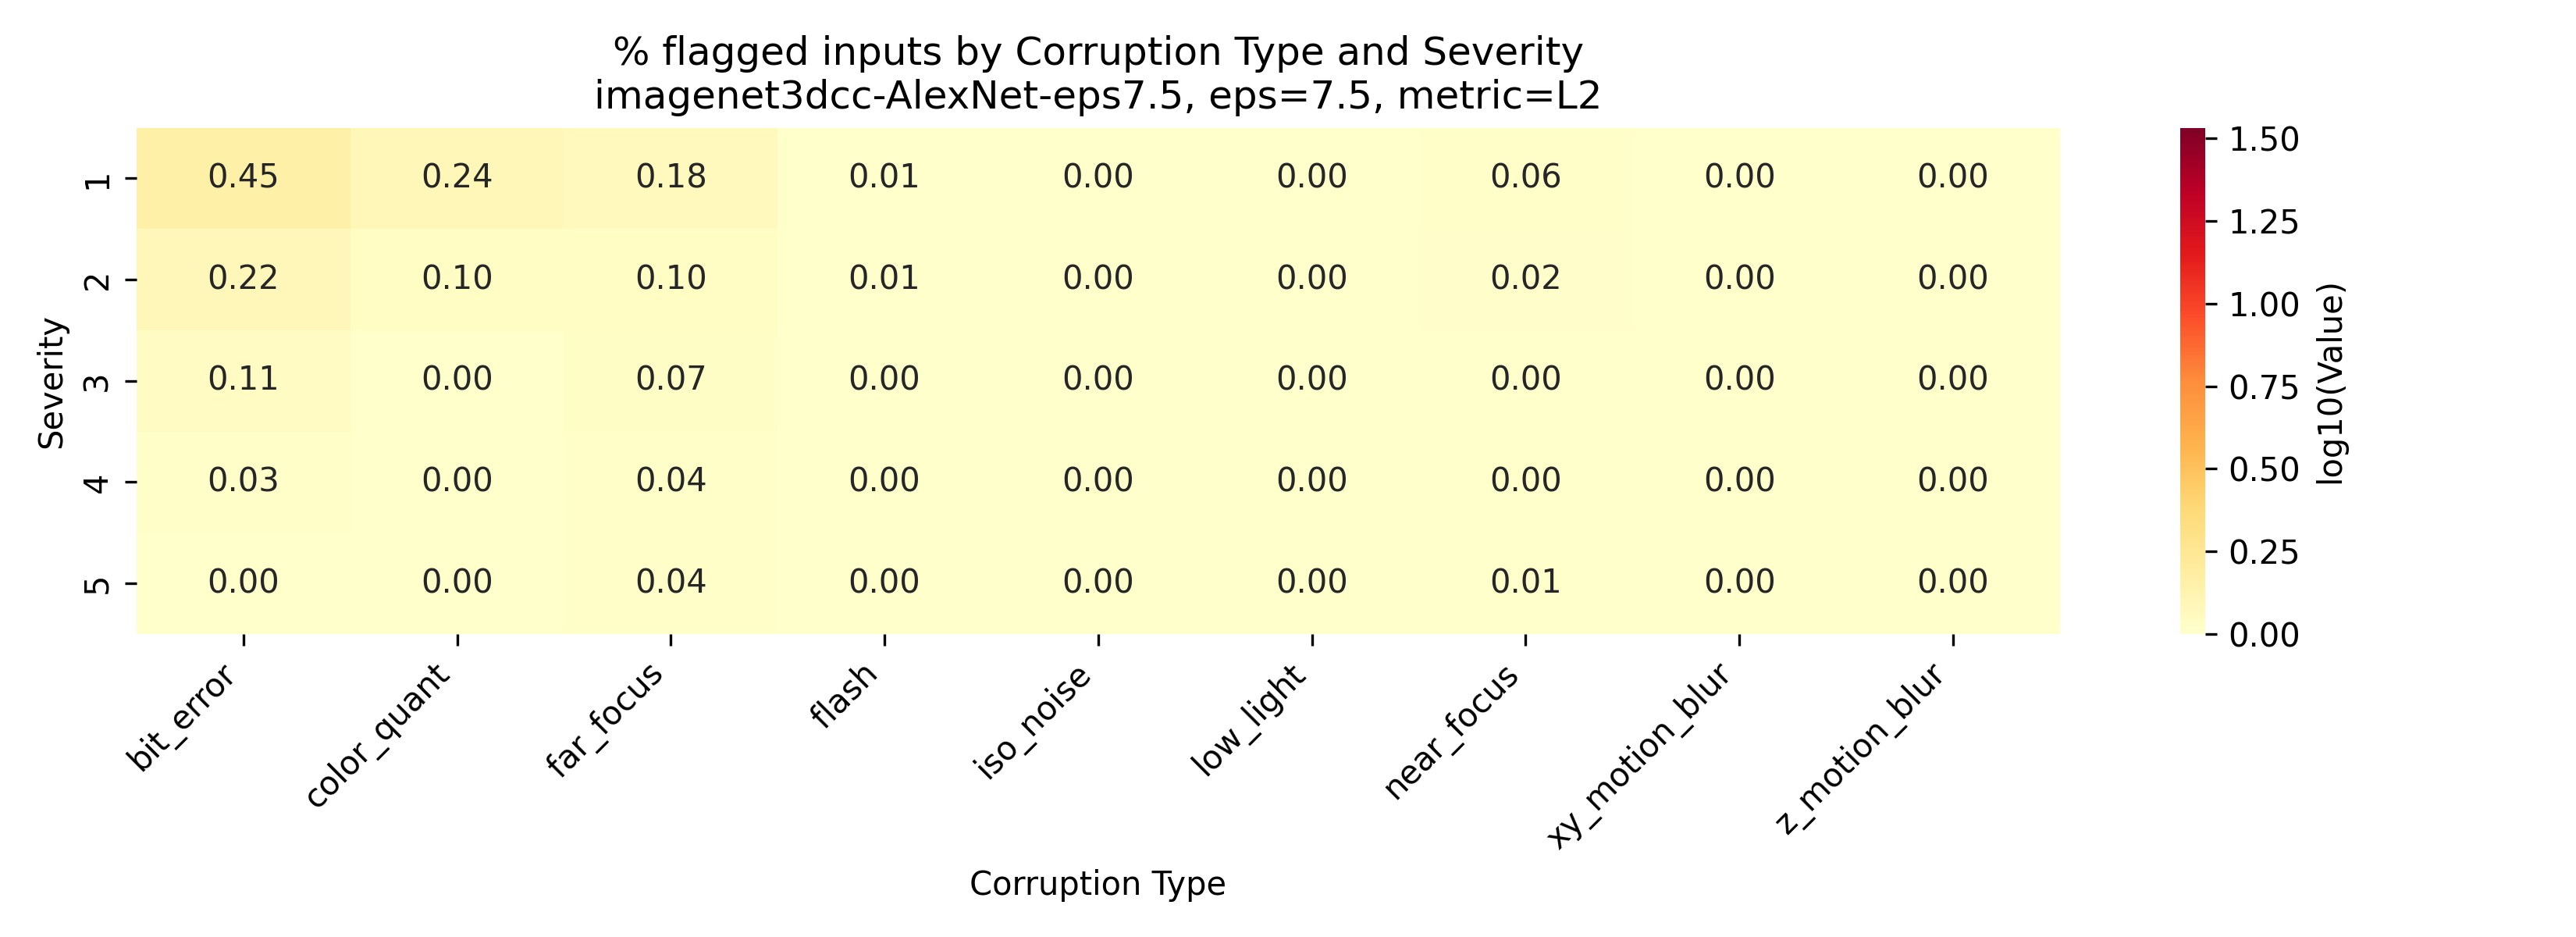 % flagged inputs by Corruption Type and Severity
imagenet3dcc-AlexNet-eps7.5, eps=7.5, metric=L2
Severity
1 0.45 0.24 0.18 0.01 0.00 0.00 0.06 0.00 0.00
2 0.22 0.10 0.10 0.01 0.00 0.00 0.02 0.00 0.00
3 0.11 0.00 0.07 0.00 0.00 0.00 0.00 0.00 0.00
4 0.03 0.00 0.04 0.00 0.00 0.00 0.00 0.00 0.00
5 0.00 0.00 0.04 0.00 0.00 0.00 0.01 0.00 0.00
bit_error color_quant far_focus flash iso_noise low_light near_focus xy_motion_blur z_motion_blur
Corruption Type
1.50
1.25
1.00
0.75
0.50
0.25
0.00
log10(Value)